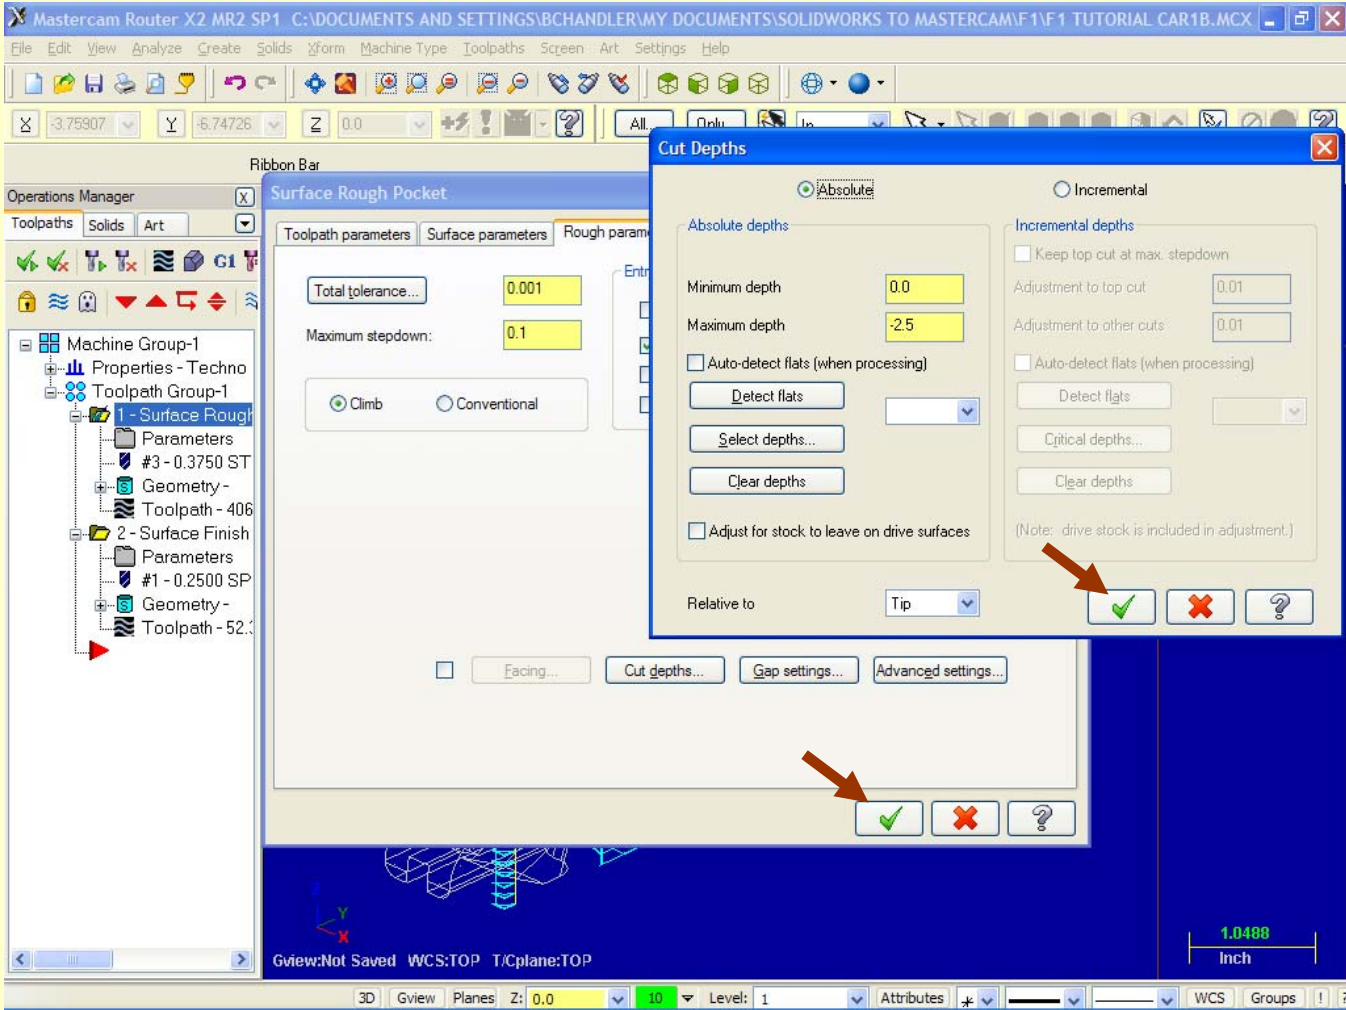 Mastercam Router X2 MR2 SP1 C:\DOCUMENTS AND SETTINGS\BCHANDLER\MY DOCUMENTS\SOLIDWORKS TO MASTERCAM\F1\F1 TUTORIAL CAR1B.MCX
File Edit View Analyze Create Solids Xform Machine Type Toolpaths Screen Art Settings Help
X -3.75907 Y -6.74726 Z 0.0 All... Only... In
Ribbon Bar
Operations Manager
Toolpaths Solids Art
G1
Machine Group-1
Properties - Techno
Toolpath Group-1
1 - Surface Rough
Parameters
#3 - 0.3750 ST
Geometry -
Toolpath - 406
2 - Surface Finish
Parameters
#1 - 0.2500 SP
Geometry -
Toolpath - 52.
Surface Rough Pocket
Toolpath parameters Surface parameters Rough parame
Total tolerance... 0.001
Entr
Maximum stepdown: 0.1
Climb Conventional
Facing... Cut depths... Gap settings... Advanced settings...
Cut Depths
Absolute Incremental
Absolute depths
Minimum depth 0.0
Maximum depth -2.5
Auto-detect flats (when processing)
Detect flats
Select depths...
Clear depths
Adjust for stock to leave on drive surfaces
Relative to Tip
Incremental depths
Keep top cut at max. stepdown
Adjustment to top cut 0.01
Adjustment to other cuts 0.01
Auto-detect flats (when processing)
Detect flats
Critical depths...
Clear depths
(Note: drive stock is included in adjustment.)
Z
Y
X
Gview:Not Saved WCS:TOP T/Cplane:TOP
1.0488
Inch
3D Gview Planes Z: 0.0 10 Level: 1 Attributes WCS Groups ! ?